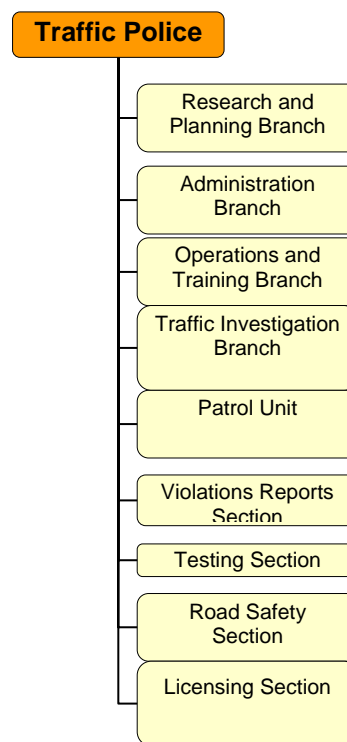 Traffic Police
Research and
Planning Branch
Administration
Branch
Operations and
Training Branch
Traffic Investigation
Branch
Patrol Unit
Violations Reports
Section
Testing Section
Road Safety
Section
Licensing Section